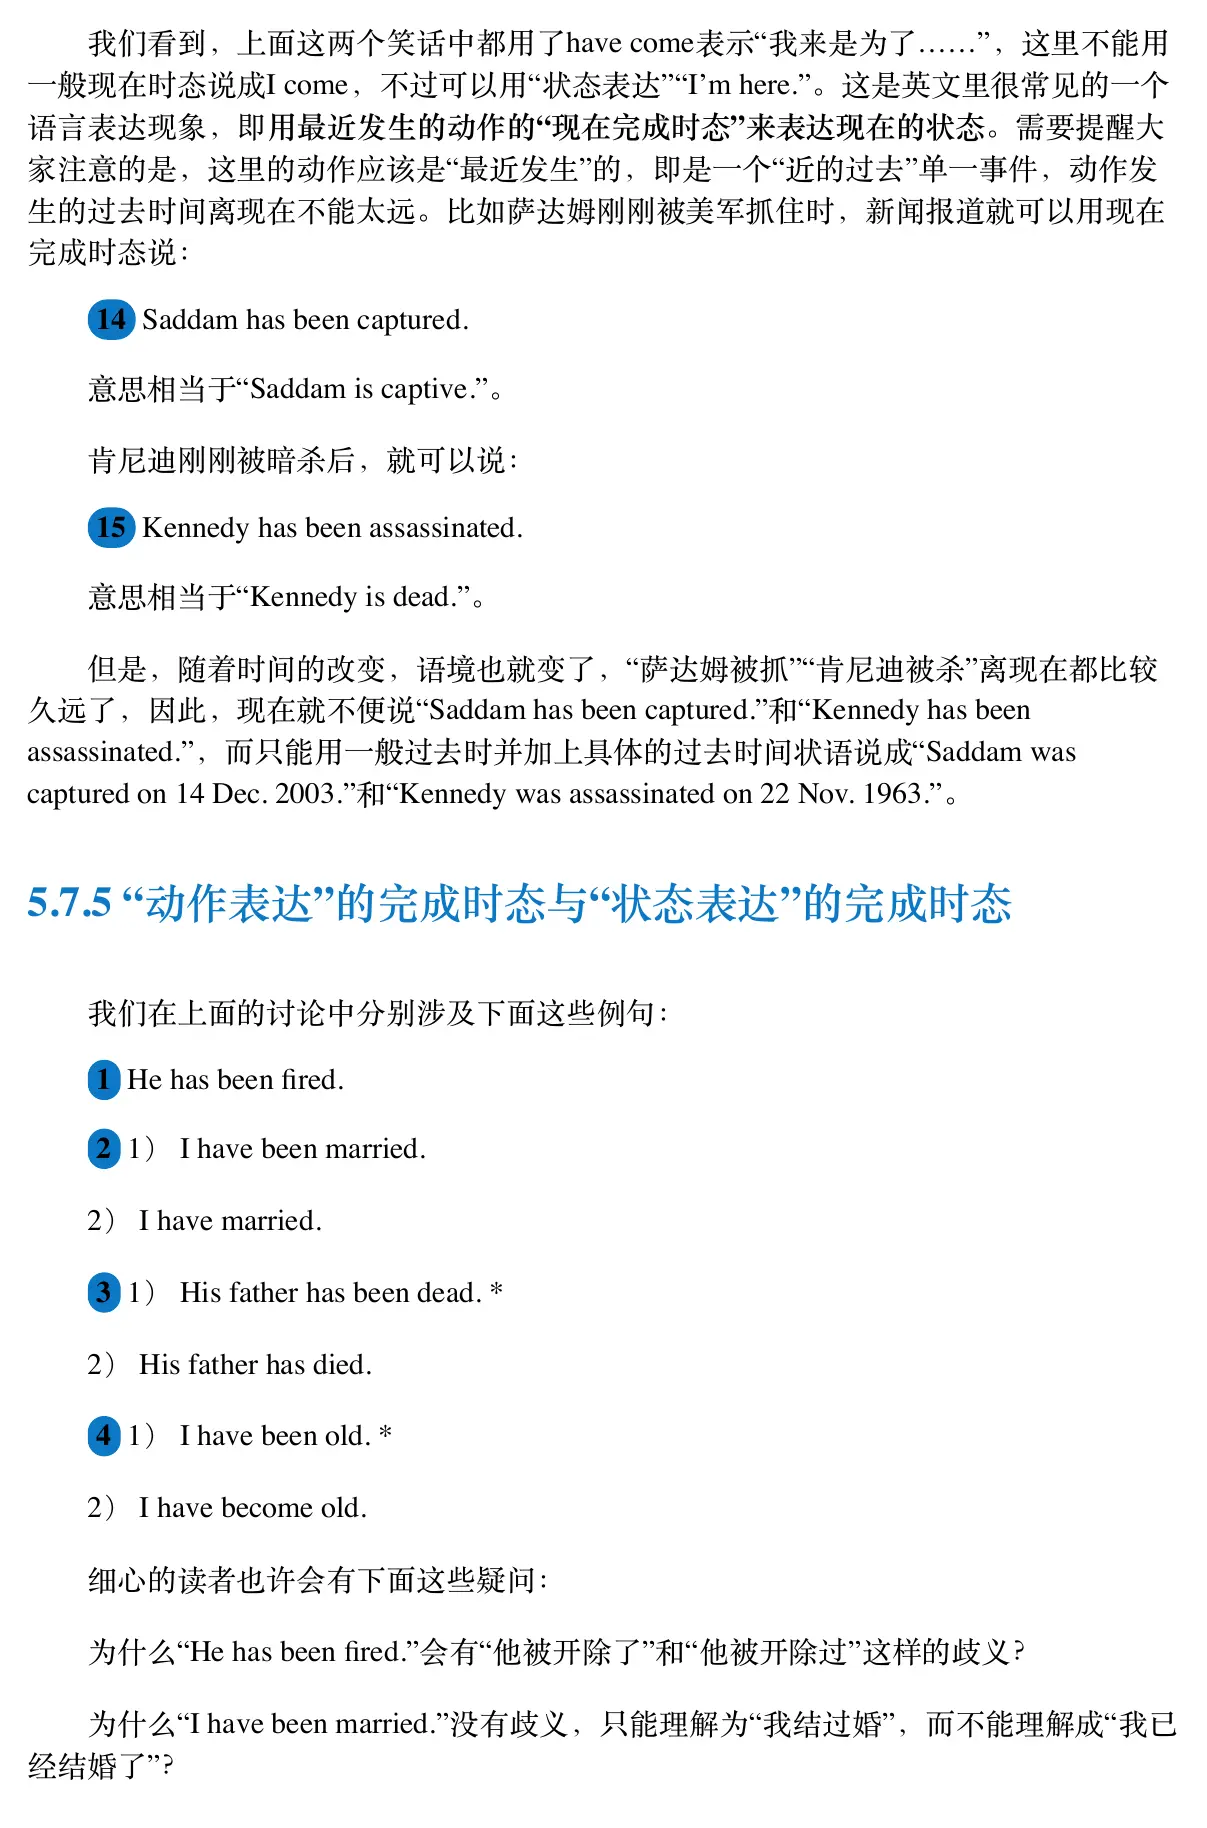 我们看到，上面这两个笑话中都用了have come表示“我来是为了……”，这里不能用
一般现在时态说成I come，不过可以用“状态表达”“I’m here.”。这是英文里很常见的一个
语言表达现象，即用最近发生的动作的“现在完成时态”来表达现在的状态。需要提醒大
家注意的是，这里的动作应该是“最近发生”的，即是一个“近的过去”单一事件，动作发
生的过去时间离现在不能太远。比如萨达姆刚刚被美军抓住时，新闻报道就可以用现在
完成时态说：
14 Saddam has been captured.
意思相当于“Saddam is captive.”。
肯尼迪刚刚被暗杀后，就可以说：
15 Kennedy has been assassinated.
意思相当于“Kennedy is dead.”。
但是，随着时间的改变，语境也就变了，“萨达姆被抓”“肯尼迪被杀”离现在都比较
久远了，因此，现在就不便说“Saddam has been captured.”和“Kennedy has been
assassinated.”，而只能用一般过去时并加上具体的过去时间状语说成“Saddam was
captured on 14 Dec. 2003.”和“Kennedy was assassinated on 22 Nov. 1963.”。
5.7.5 “动作表达”的完成时态与“状态表达”的完成时态
我们在上面的讨论中分别涉及下面这些例句：
1 He has been fired.
2 1） I have been married.
2） I have married.
3 1） His father has been dead. *
2） His father has died.
4 1） I have been old. *
2） I have become old.
细心的读者也许会有下面这些疑问：
为什么“He has been fired.”会有“他被开除了”和“他被开除过”这样的歧义？
为什么“I have been married.”没有歧义，只能理解为“我结过婚”，而不能理解成“我已
经结婚了”？